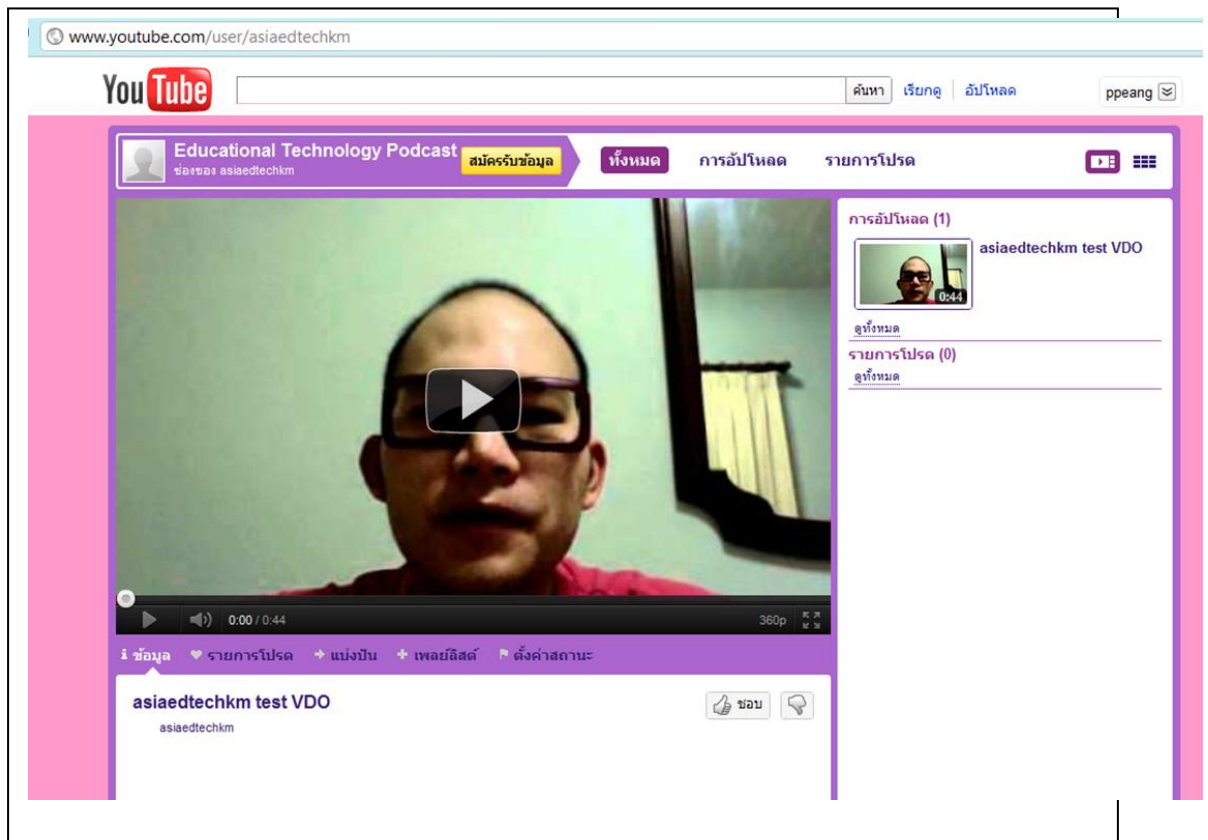 www.youtube.com/user/asiaedtechkm
YouTube
ค้นหา เรียกดู อัปโหลด ppeang
Educational Technology Podcast
ช่องของ asiaedtechkm
สมัครรับข้อมูล
ทั้งหมด การอัปโหลด รายการโปรด
การอัปโหลด (1)
asiaedtechkm test VDO
0:44
ดูทั้งหมด
รายการโปรด (0)
ดูทั้งหมด
0:00 / 0:44 360p
ข้อมูล รายการโปรด แบ่งปัน เพลย์ลิสต์ ตั้งค่าสถานะ
asiaedtechkm test VDO
ชอบ
asiaedtechkm